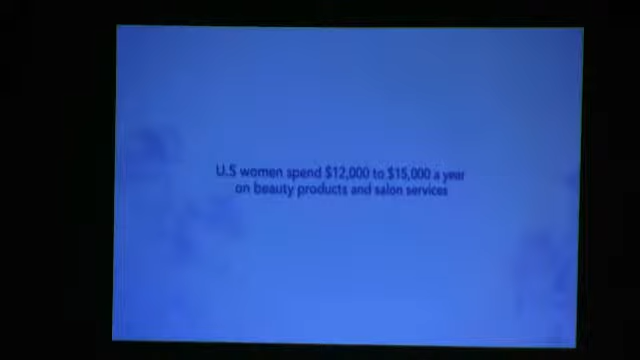 U.S women spend $12,000 to $15,000 a year
on beauty products and salon services